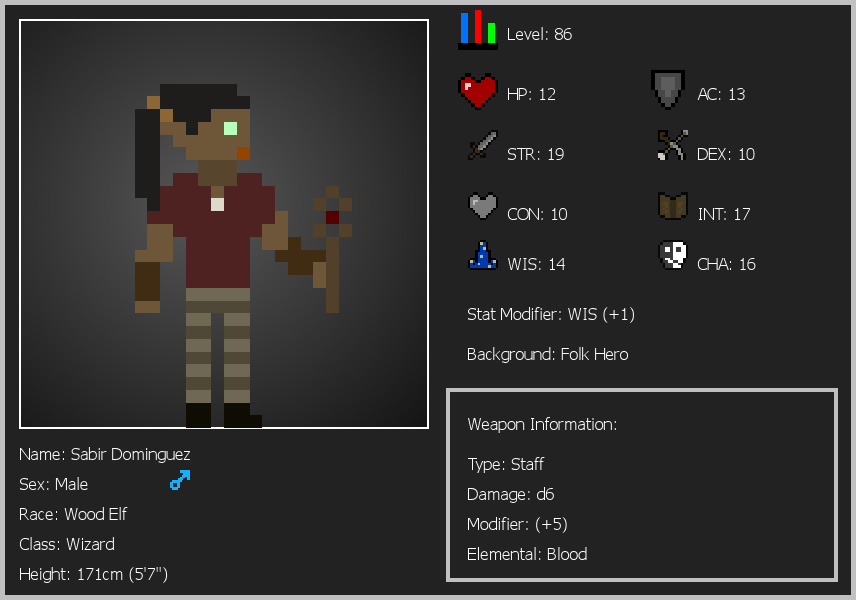 Level: 86
HP: 12
AC: 13
STR: 19
DEX: 10
CON: 10
INT: 17
WIS: 14
CHA: 16
Stat Modifier: WIS (+1)
Background: Folk Hero
Weapon Information:
Type: Staff
Damage: d6
Modifier: (+5)
Elemental: Blood
Name: Sabir Dominguez
Sex: Male
Race: Wood Elf
Class: Wizard
Height: 171cm (5'7")